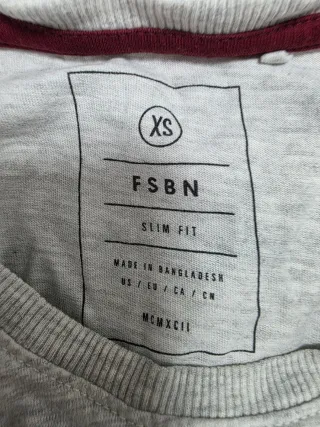 XS
FSBN
SLIM FIT
MADE IN BANGLADESH
US / EU / CA / CN
MCMXCII